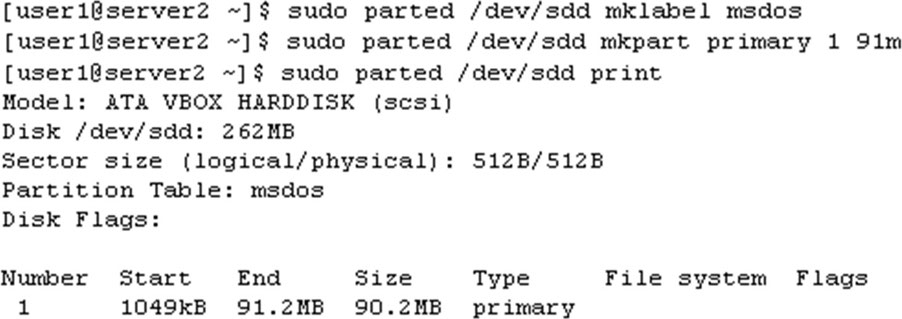 [user1@server2 ~]$ sudo parted /dev/sdd mklabel msdos
[user1@server2 ~]$ sudo parted /dev/sdd mkpart primary 1 91m
[user1@server2 ~]$ sudo parted /dev/sdd print
Model: ATA VBOX HARDDISK (scsi)
Disk /dev/sdd: 262MB
Sector size (logical/physical): 512B/512B
Partition Table: msdos
Disk Flags:
Number  Start   End     Size    Type     File system  Flags
 1      1049kB  91.2MB  90.2MB  primary